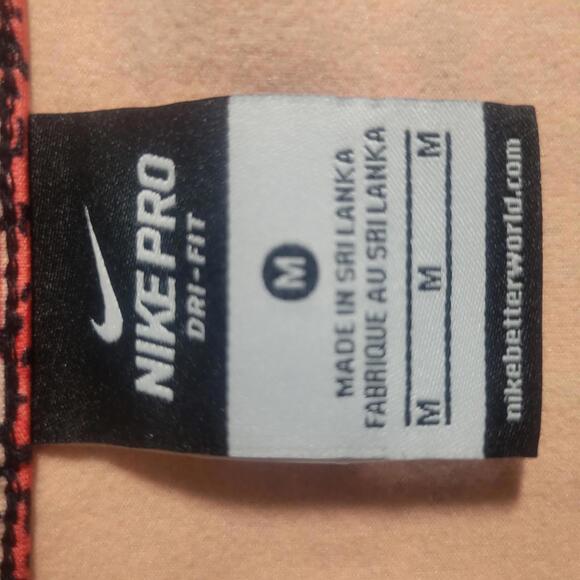 NIKE PRO
DRI-FIT
M
MADE IN SRI LANKA
FABRIQUE AU SRI LANKA
M M M
nikebetterworld.com